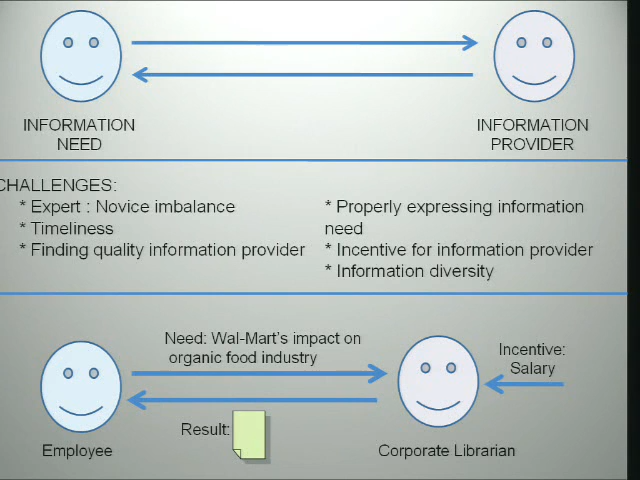 INFORMATION
NEED
INFORMATION
PROVIDER
CHALLENGES:
* Expert : Novice imbalance
* Timeliness
* Finding quality information provider
* Properly expressing information
need
* Incentive for information provider
* Information diversity
Need: Wal-Mart's impact on
organic food industry
Incentive:
Salary
Result:
Employee
Corporate Librarian